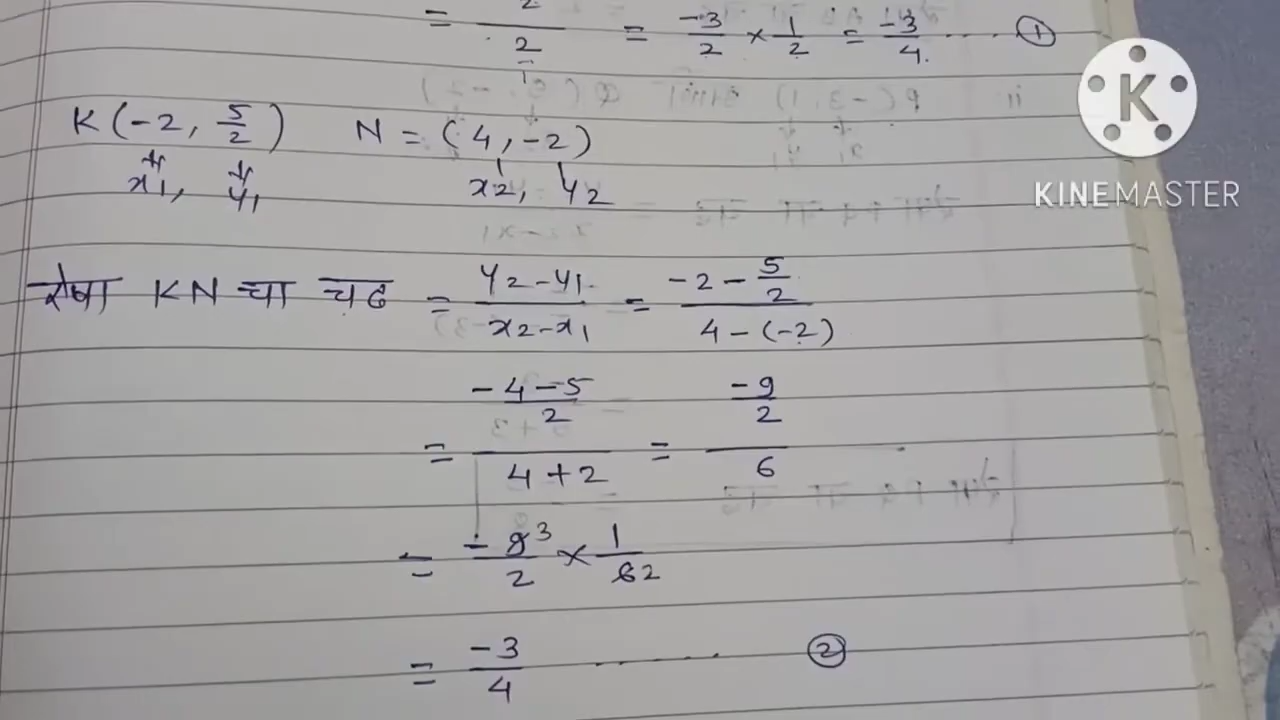 = 2/2/1 = -3/2 × 1/2 = -3/4 ...... ①
K (-2, 5/2) N = (4, -2)
x1, y1 x2, y2
रेषा KN चा चढ = y2-y1/x2-x1 = -2 - 5/2 / 4-(-2)
= -4-5/2 / 4+2 = -9/2 / 6
= -9 3/2 × 1/6 2
= -3/4 ........ ②
K
KINEMASTER